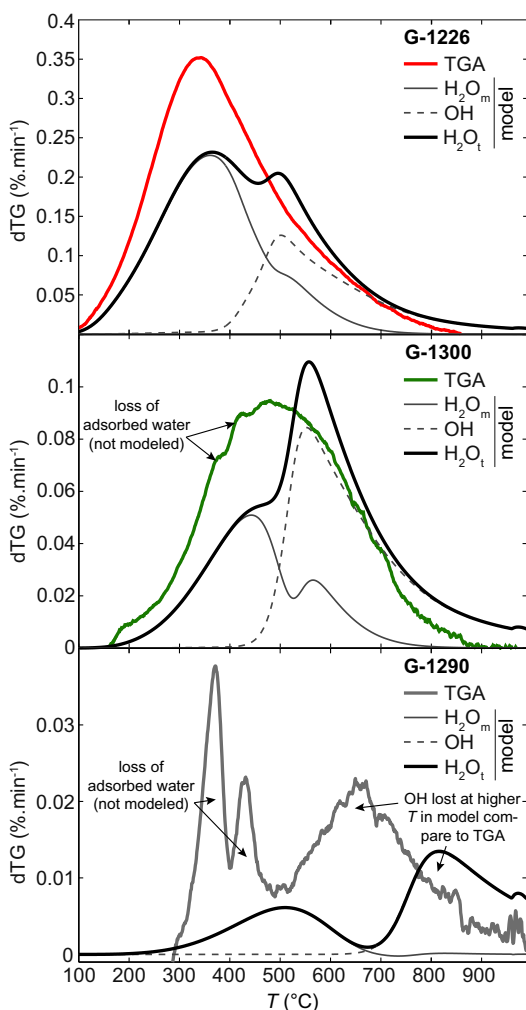 0.4
0.35
0.3
0.25
0.2
0.15
0.1
0.05
dTG (%.min-1)
G-1226
TGA
H2Om
OH
H2Ot
model
0.1
0.08
0.06
0.04
0.02
0
dTG (%.min-1)
loss of
adsorbed water
(not modeled)
G-1300
TGA
H2Om
OH
H2Ot
model
0.03
0.02
0.01
0
dTG (%.min-1)
loss of
adsorbed water
(not modeled)
G-1290
TGA
H2Om
OH
H2Ot
model
OH lost at higher
T in model com-
pare to TGA
100 200 300 400 500 600 700 800 900
T (°C)